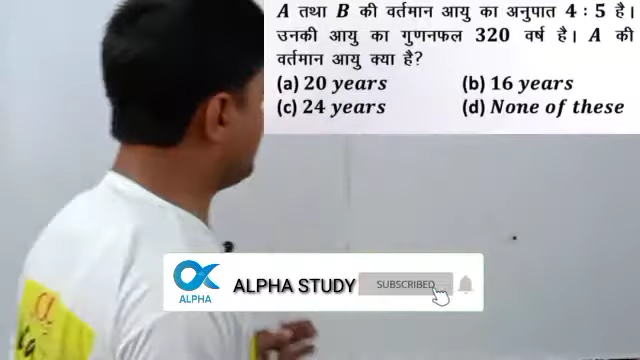 A तथा B की वर्तमान आयु का अनुपात 4 : 5 है।
उनकी आयु का गुणनफल 320 वर्ष है। A की
वर्तमान आयु क्या है?
(a) 20 years (b) 16 years
(c) 24 years (d) None of these
ALPHA STUDY
SUBSCRIBED
ALPHA